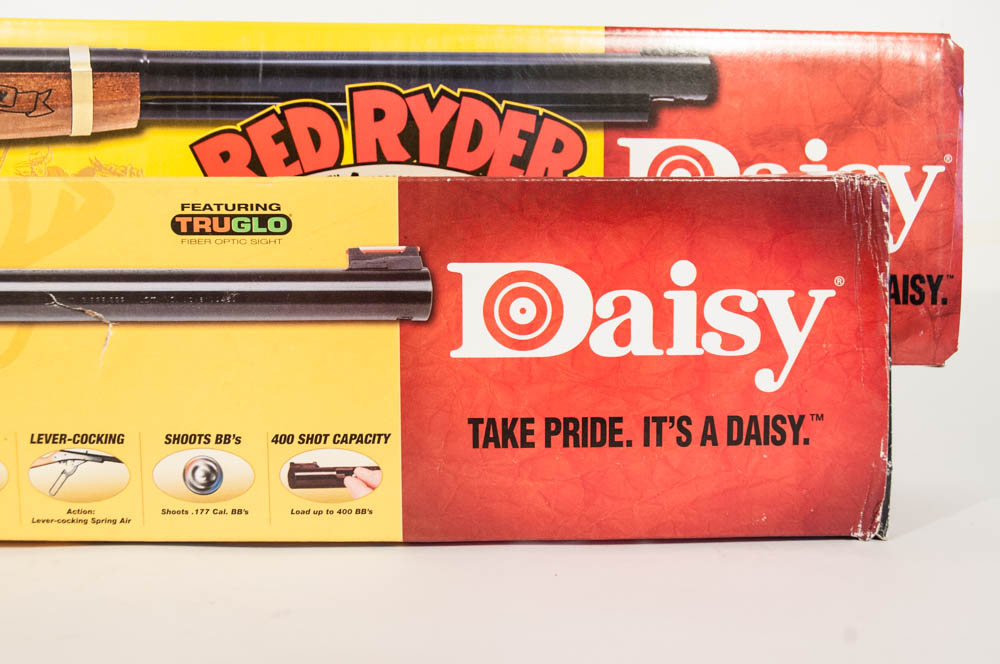 RED RYDER
Daisy®
AISY.™
FEATURING
TRUGLO
FIBER OPTIC SIGHT
Daisy®
TAKE PRIDE. IT'S A DAISY.™
LEVER-COCKING
Action:
Lever-cocking Spring Air
SHOOTS BB's
Shoots .177 Cal. BB's
400 SHOT CAPACITY
Load up to 400 BB's